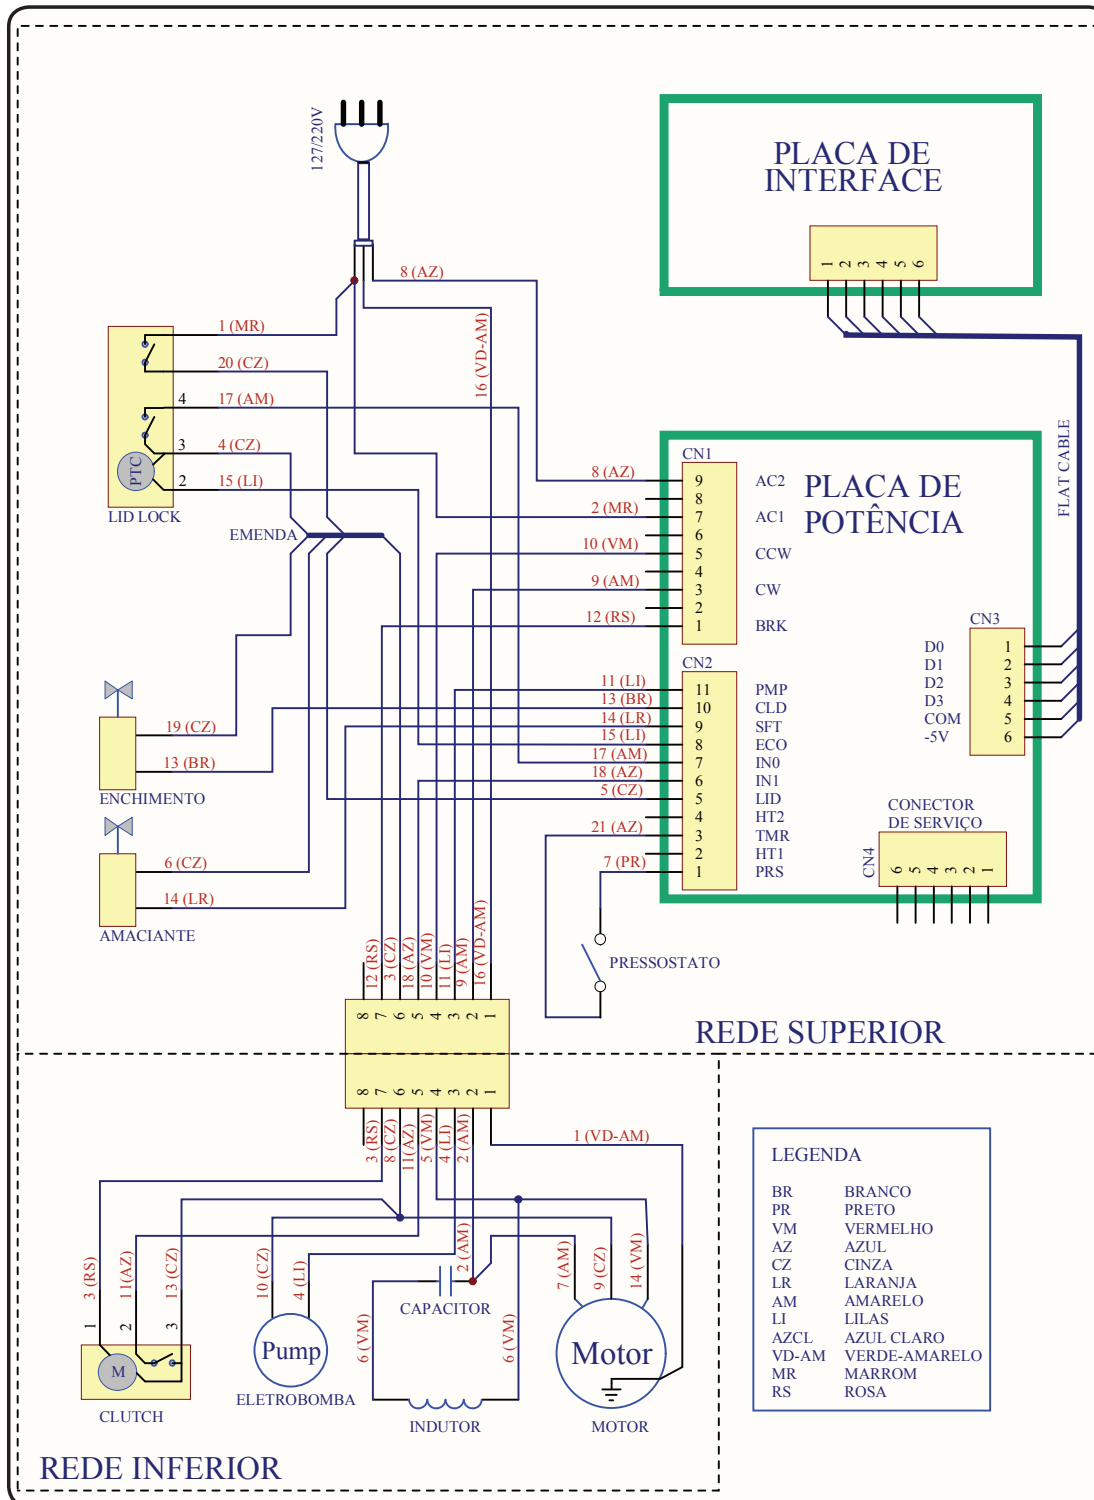 127/220V
PLACA DE
INTERFACE
1 2 3 4 5 6
8 (AZ)
1 (MR)
20 (CZ)
16 (VD-AM)
4
17 (AM)
3
4 (CZ)
PTC
2
15 (LI)
LID LOCK
EMENDA
FLAT CABLE
PLACA DE
POTÊNCIA
CN1
8 (AZ) 9 AC2
8
2 (MR) 7 AC1
6
10 (VM) 5 CCW
4
9 (AM) 3 CW
2
12 (RS) 1 BRK
CN2
11 (LI) 11 PMP
13 (BR) 10 CLD
14 (LR) 9 SFT
15 (LI) 8 ECO
17 (AM) 7 IN0
18 (AZ) 6 IN1
5 (CZ) 5 LID
4 HT2
21 (AZ) 3 TMR
2 HT1
7 (PR) 1 PRS
CN3
D0 1
D1 2
D2 3
D3 4
COM 5
-5V 6
CONECTOR
DE SERVIÇO
CN4
6 5 4 3 2 1
19 (CZ)
13 (BR)
ENCHIMENTO
6 (CZ)
14 (LR)
AMACIANTE
PRESSOSTATO
12 (RS)
3 (CZ)
18 (AZ)
10 (VM)
11 (LI)
9 (AM)
16 (VD-AM)
8 7 6 5 4 3 2 1
REDE SUPERIOR
8 7 6 5 4 3 2 1
3 (RS)
8 (CZ)
11(AZ)
5 (VM)
4 (LI)
2 (AM)
1 (VD-AM)
3 (RS)
11(AZ)
13 (CZ)
1 2 3
M
CLUTCH
10 (CZ)
4 (LI)
Pump
ELETROBOMBA
2 (AM)
CAPACITOR
6 (VM)
6 (VM)
INDUTOR
7 (AM)
9 (CZ)
14 (VM)
Motor
MOTOR
REDE INFERIOR
LEGENDA
BR BRANCO
PR PRETO
VM VERMELHO
AZ AZUL
CZ CINZA
LR LARANJA
AM AMARELO
LI LILAS
AZCL AZUL CLARO
VD-AM VERDE-AMARELO
MR MARROM
RS ROSA